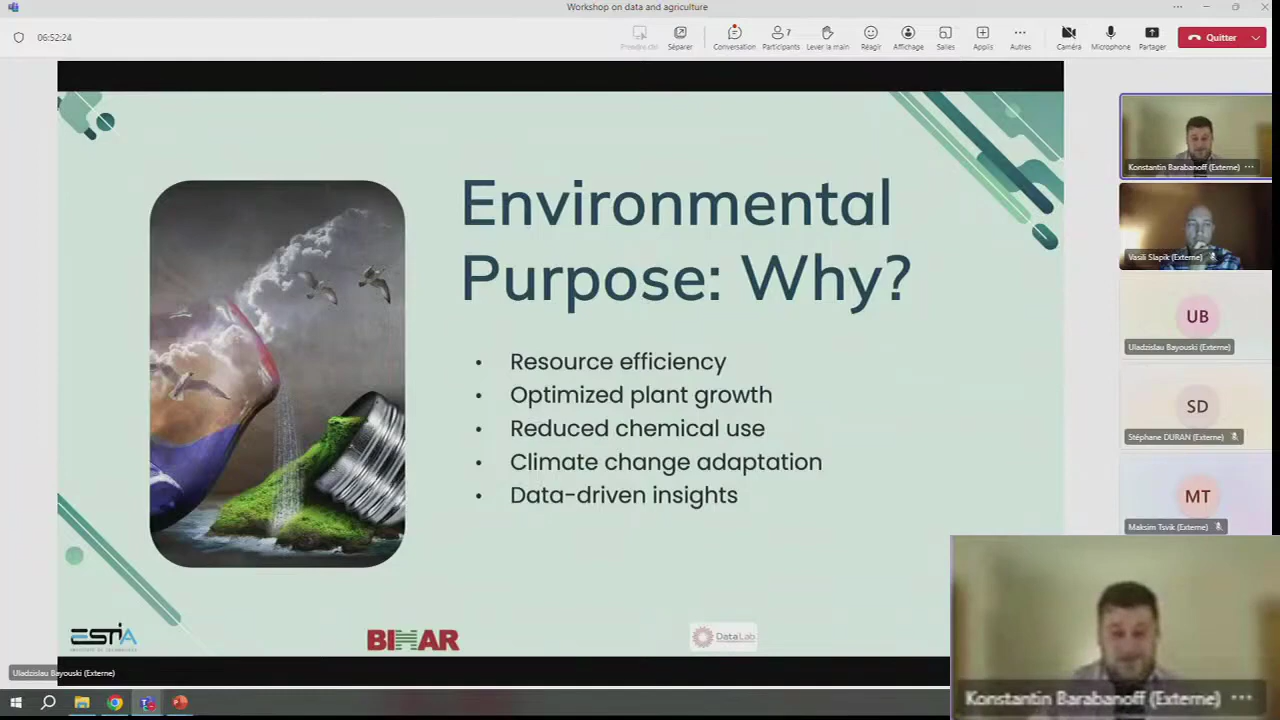 Workshop on data and agriculture
06:52:24
Séparer
Conversation
7
Participants
Lever la main
Réagir
Affichage
Salles
Applis
Autres
Caméra
Microphone
Partager
Quitter
Environmental
Purpose: Why?
• Resource efficiency
• Optimized plant growth
• Reduced chemical use
• Climate change adaptation
• Data-driven insights
ESTIA
BIHAR
DataLab
Uladzislau Bayouski (Externe)
Konstantin Barabanoff (Externe)
Vasili Slapik (Externe)
UB
Uladzislau Bayouski (Externe)
SD
Stéphane DURAN (Externe)
MT
Maksim Tsvik (Externe)
Konstantin Barabanoff (Externe)